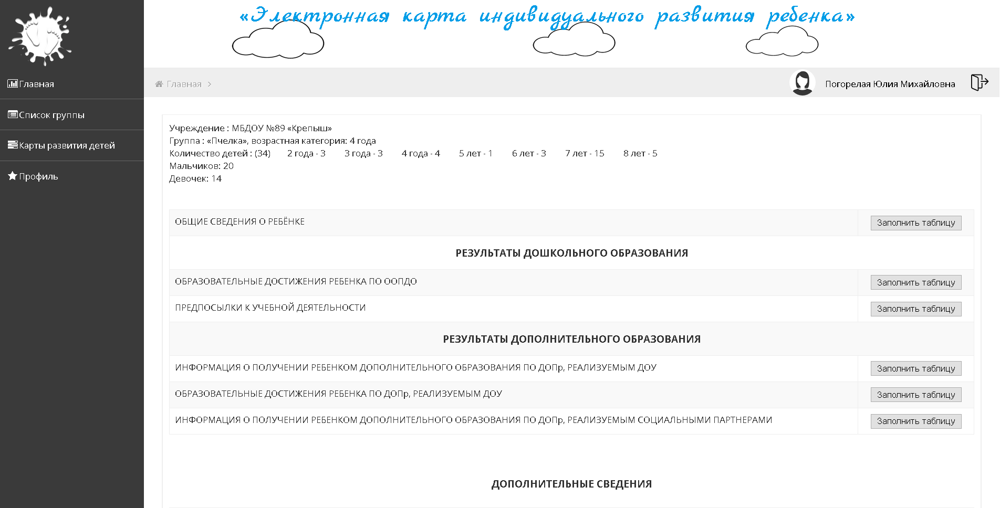 «Электронная карта индивидуального развития ребенка»
Главная
Список группы
Карты развития детей
Профиль
Главная
Погорелая Юлия Михайловна
Учреждение : МБДОУ №89 «Крепыш»
Группа : «Пчелка», возрастная категория: 4 года
Количество детей : (34) 2 года - 3 3 года - 3 4 года - 4 5 лет - 1 6 лет - 3 7 лет - 15 8 лет - 5
Мальчиков: 20
Девочек: 14
ОБЩИЕ СВЕДЕНИЯ О РЕБЁНКЕ Заполнить таблицу
РЕЗУЛЬТАТЫ ДОШКОЛЬНОГО ОБРАЗОВАНИЯ
ОБРАЗОВАТЕЛЬНЫЕ ДОСТИЖЕНИЯ РЕБЕНКА ПО ООПДО Заполнить таблицу
ПРЕДПОСЫЛКИ К УЧЕБНОЙ ДЕЯТЕЛЬНОСТИ Заполнить таблицу
РЕЗУЛЬТАТЫ ДОПОЛНИТЕЛЬНОГО ОБРАЗОВАНИЯ
ИНФОРМАЦИЯ О ПОЛУЧЕНИИ РЕБЕНКОМ ДОПОЛНИТЕЛЬНОГО ОБРАЗОВАНИЯ ПО ДОПр, РЕАЛИЗУЕМЫМ ДОУ Заполнить таблицу
ОБРАЗОВАТЕЛЬНЫЕ ДОСТИЖЕНИЯ РЕБЕНКА ПО ДОПр, РЕАЛИЗУЕМЫМ ДОУ Заполнить таблицу
ИНФОРМАЦИЯ О ПОЛУЧЕНИИ РЕБЕНКОМ ДОПОЛНИТЕЛЬНОГО ОБРАЗОВАНИЯ ПО ДОПр, РЕАЛИЗУЕМЫМ СОЦИАЛЬНЫМИ ПАРТНЕРАМИ Заполнить таблицу
ДОПОЛНИТЕЛЬНЫЕ СВЕДЕНИЯ